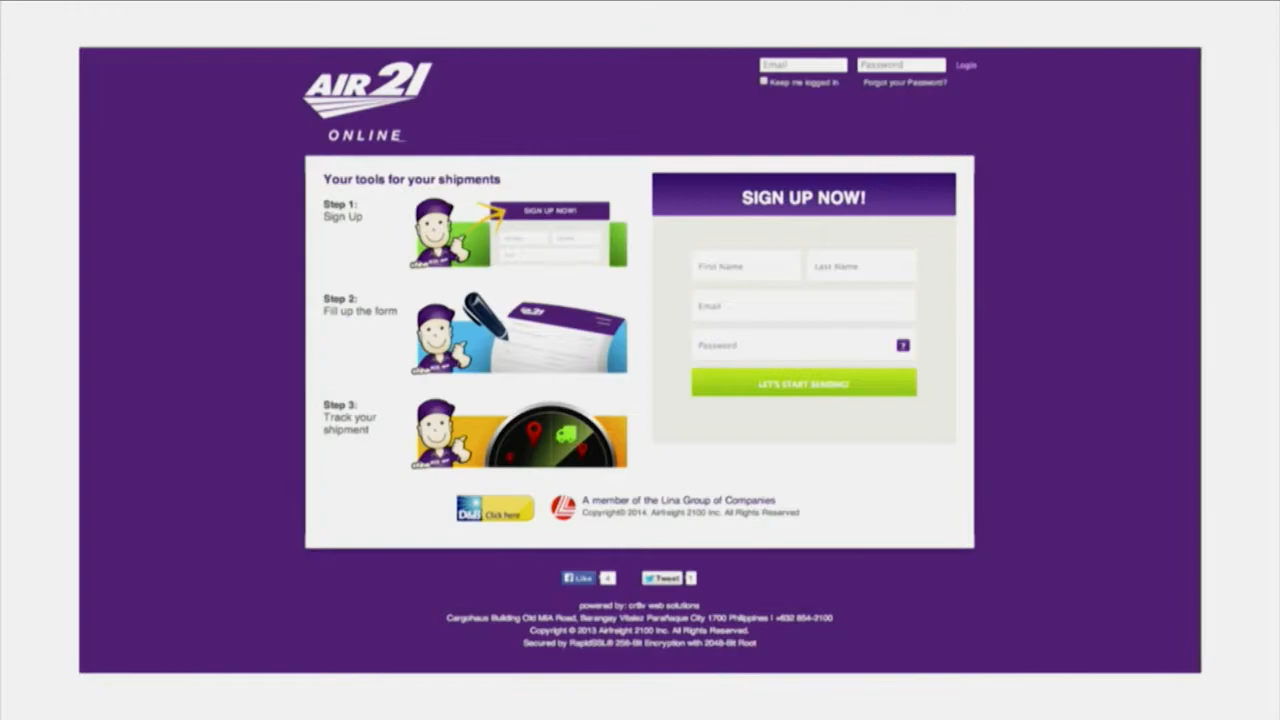 AIR21
ONLINE_
Email
Password
Login
Keep me logged in
Forgot your Password?
Your tools for your shipments
Step 1:
Sign Up
SIGN UP NOW!
Step 2:
Fill up the form
AIR21
Step 3:
Track your
shipment
SIGN UP NOW!
First Name
Last Name
Email
Password
?
LET'S START SENDING!
D&B
Click here
A member of the Lina Group of Companies
Copyright© 2014. Airfreight 2100 Inc. All Rights Reserved
Like
4
Tweet
1
powered by: cr8v web solutions
Cargohaus Building Old MIA Road, Barangay Vitalez Parañaque City 1700 Philippines | +632 854-2100
Copyright © 2013 Airfreight 2100 Inc. All Rights Reserved.
Secured by RapidSSL® 256-Bit Encryption with 2048-Bit Root